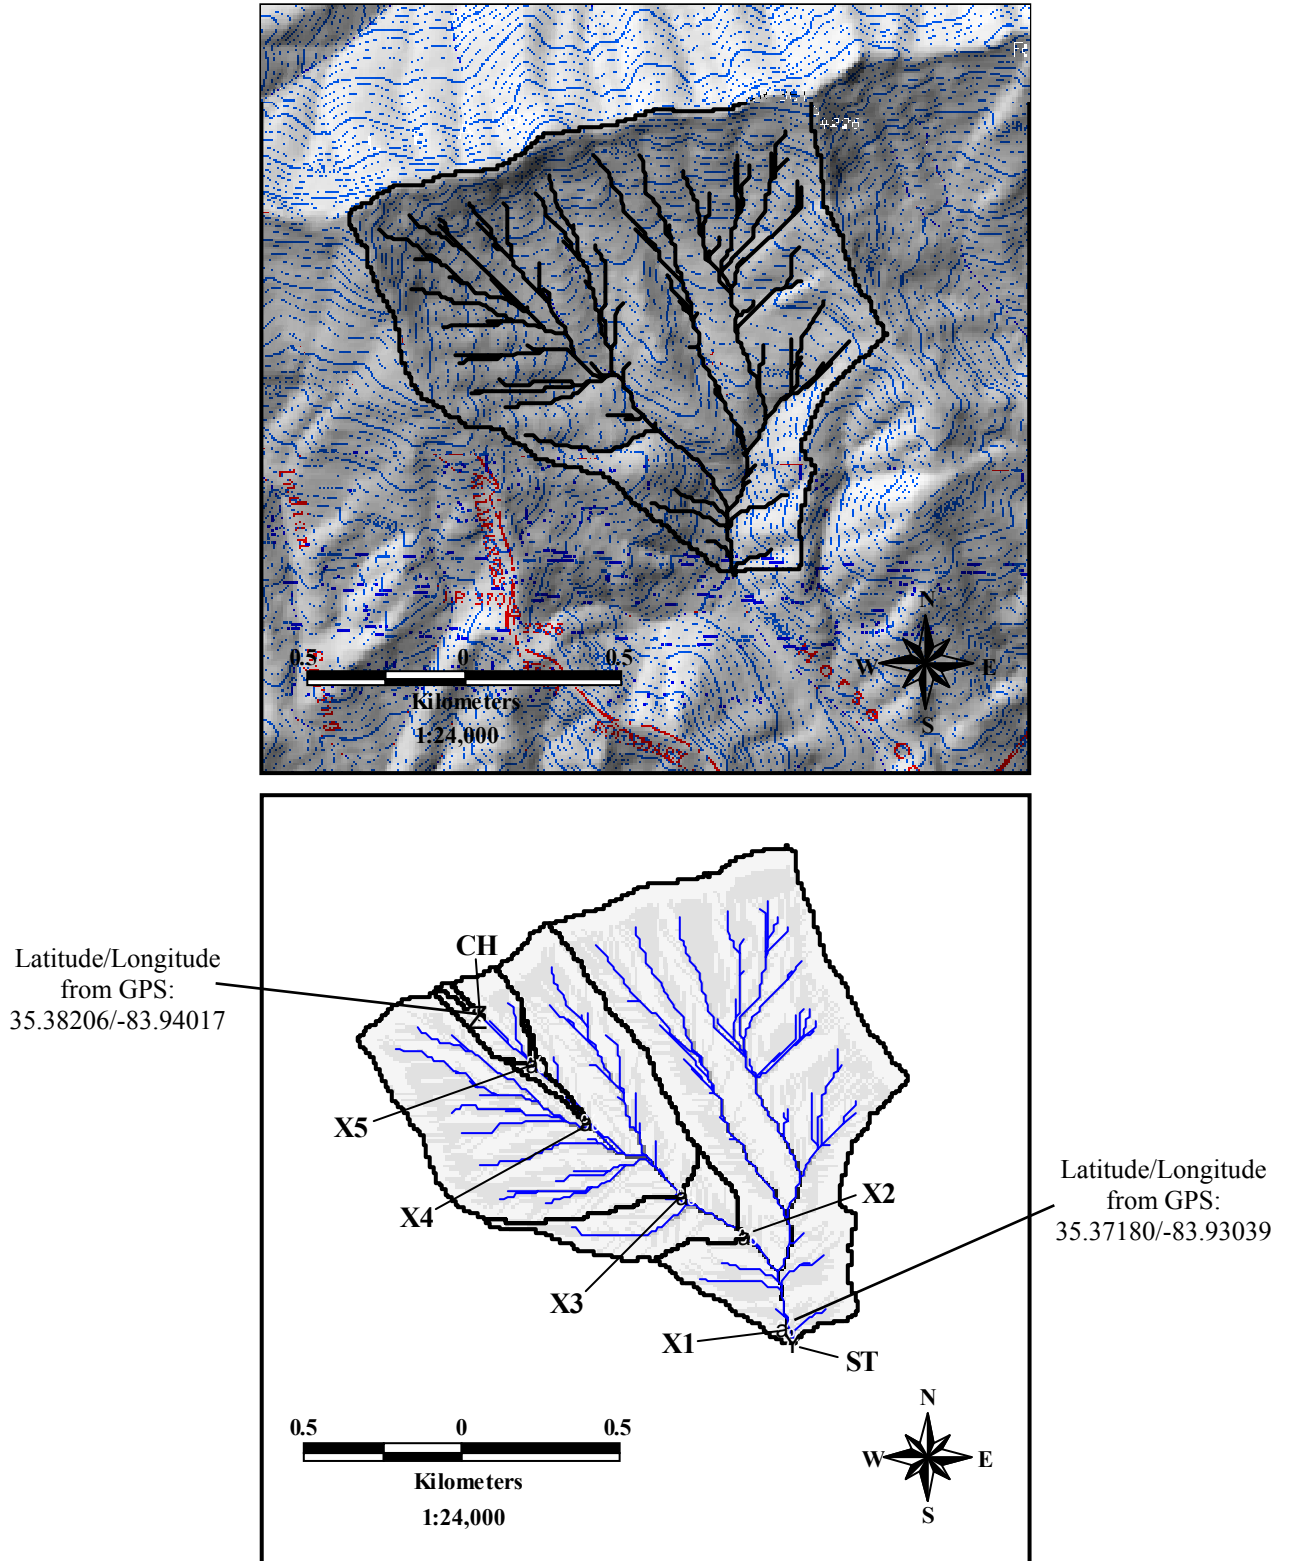 4226
N
W
E
S
0.5
0
0.5
Kilometers
1:24,000
CH
Latitude/Longitude
from GPS:
35.38206/-83.94017
X5
X4
X3
X2
X1
ST
Latitude/Longitude
from GPS:
35.37180/-83.93039
0.5
0
0.5
Kilometers
1:24,000
N
W
E
S